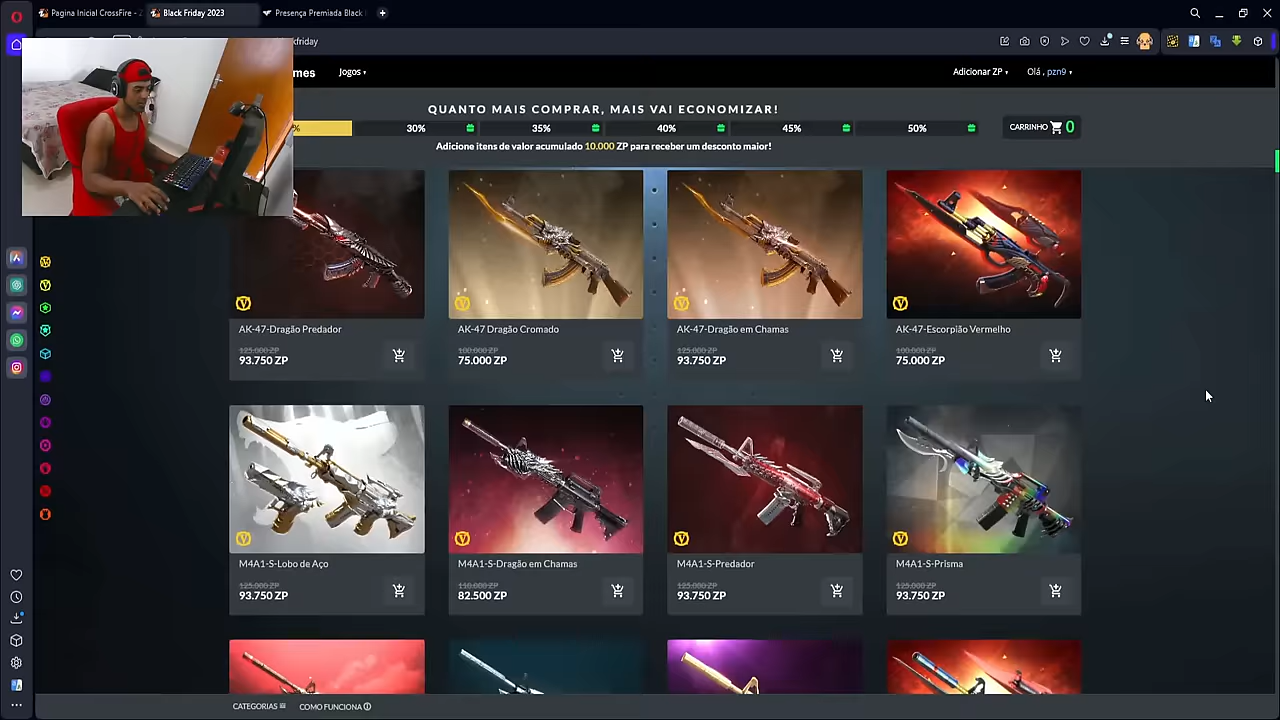 Pagina Inicial CrossFire - Z
Black Friday 2023
Presença Premiada Black
kfriday
mes
Jogos
Adicionar ZP
Olá , pzn9
QUANTO MAIS COMPRAR, MAIS VAI ECONOMIZAR!
%
30%
35%
40%
45%
50%
CARRINHO 0
Adicione itens de valor acumulado 10.000 ZP para receber um desconto maior!
AK-47-Dragão Predador
125.000 ZP
93.750 ZP
AK-47 Dragão Cromado
100.000 ZP
75.000 ZP
AK-47-Dragão em Chamas
125.000 ZP
93.750 ZP
AK-47-Escorpião Vermelho
100.000 ZP
75.000 ZP
M4A1-S-Lobo de Aço
125.000 ZP
93.750 ZP
M4A1-S-Dragão em Chamas
110.000 ZP
82.500 ZP
M4A1-S-Predador
125.000 ZP
93.750 ZP
M4A1-S-Prisma
125.000 ZP
93.750 ZP
CATEGORIAS
COMO FUNCIONA